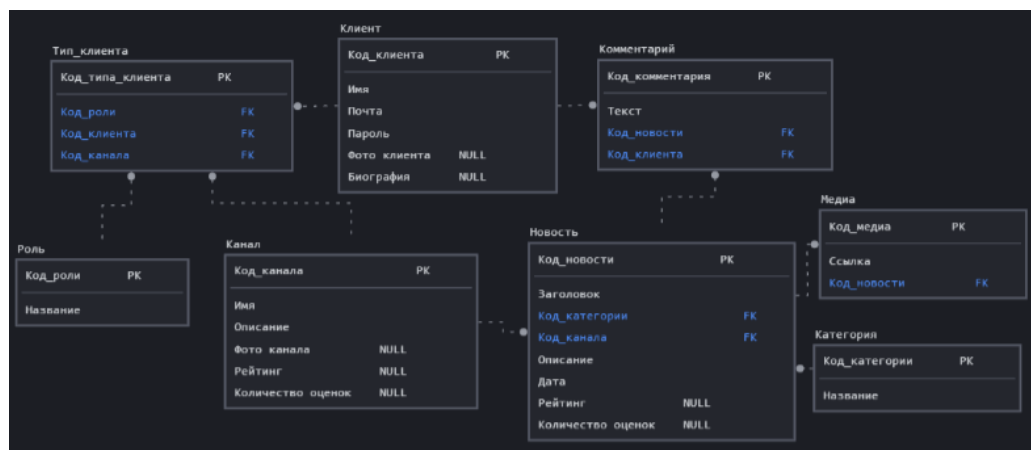 Тип_клиента
Код_типа_клиента PK
Код_роли FK
Код_клиента FK
Код_канала FK
Клиент
Код_клиента PK
Имя
Почта
Пароль
Фото клиента NULL
Биография NULL
Комментарий
Код_комментария PK
Текст
Код_новости FK
Код_клиента FK
Роль
Код_роли PK
Название
Канал
Код_канала PK
Имя
Описание
Фото канала NULL
Рейтинг NULL
Количество оценок NULL
Новость
Код_новости PK
Заголовок
Код_категории FK
Код_канала FK
Описание
Дата
Рейтинг NULL
Количество оценок NULL
Медиа
Код_медиа PK
Ссылка
Код_новости FK
Категория
Код_категории PK
Название